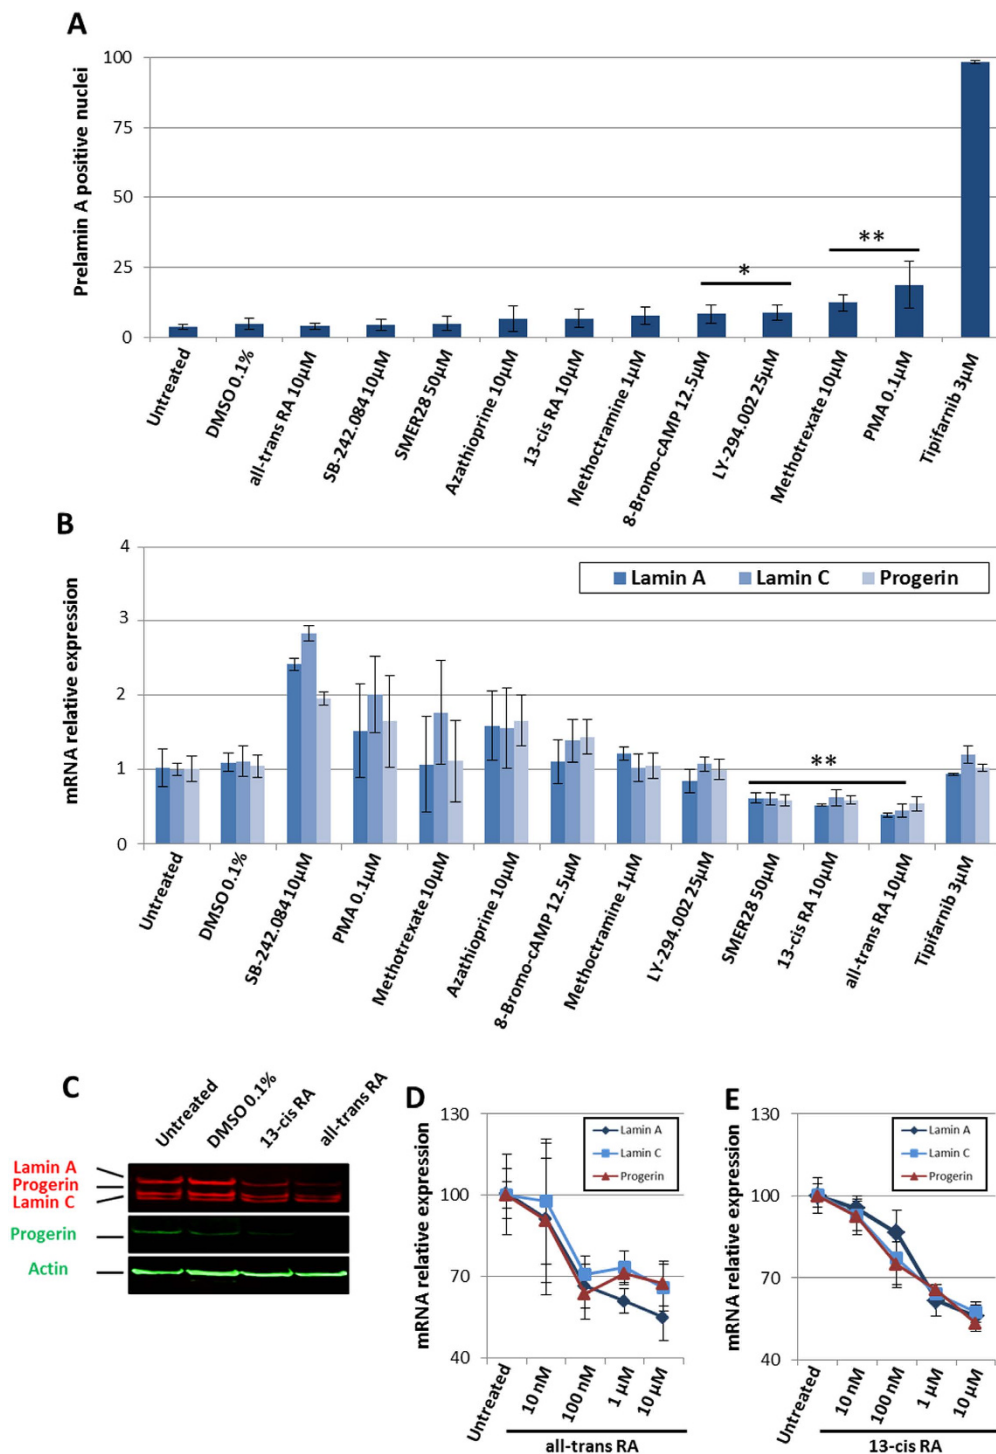 A
Prelamin A positive nuclei
100
75
50
25
0
*
**
Untreated
DMSO 0.1%
all-trans RA 10µM
SB-242.084 10µM
SMER28 50µM
Azathioprine 10µM
13-cis RA 10µM
Methoctramine 1µM
8-Bromo-cAMP 12.5µM
LY-294.002 25µM
Methotrexate 10µM
PMA 0.1µM
Tipifarnib 3µM
B
mRNA relative expression
4
3
2
1
0
Lamin A Lamin C Progerin
**
Untreated
DMSO 0.1%
SB-242.084 10µM
PMA 0.1µM
Methotrexate 10µM
Azathioprine 10µM
8-Bromo-cAMP 12.5µM
Methoctramine 1µM
LY-294.002 25µM
SMER28 50µM
13-cis RA 10µM
all-trans RA 10µM
Tipifarnib 3µM
C
Untreated
DMSO 0.1%
13-cis RA
all-trans RA
Lamin A
Progerin
Lamin C
Progerin
Actin
D
mRNA relative expression
130
100
70
40
Lamin A
Lamin C
Progerin
Untreated
10 nM
100 nM
1 µM
10 µM
all-trans RA
E
mRNA relative expression
130
100
70
40
Lamin A
Lamin C
Progerin
Untreated
10 nM
100 nM
1 µM
10 µM
13-cis RA